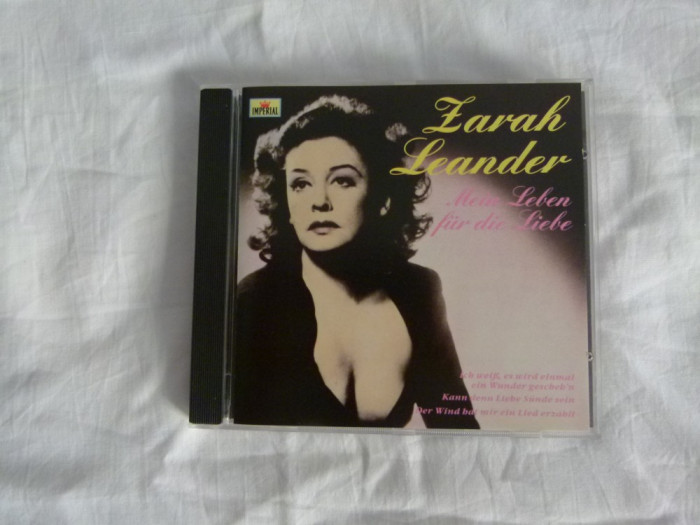 IMPERIAL
Zarah
Leander
Mein Leben
für die Liebe
Ich weiß, es wird einmal
ein Wunder gescheh'n
Kann denn Liebe Sünde sein
Der Wind hat mir ein Lied erzählt